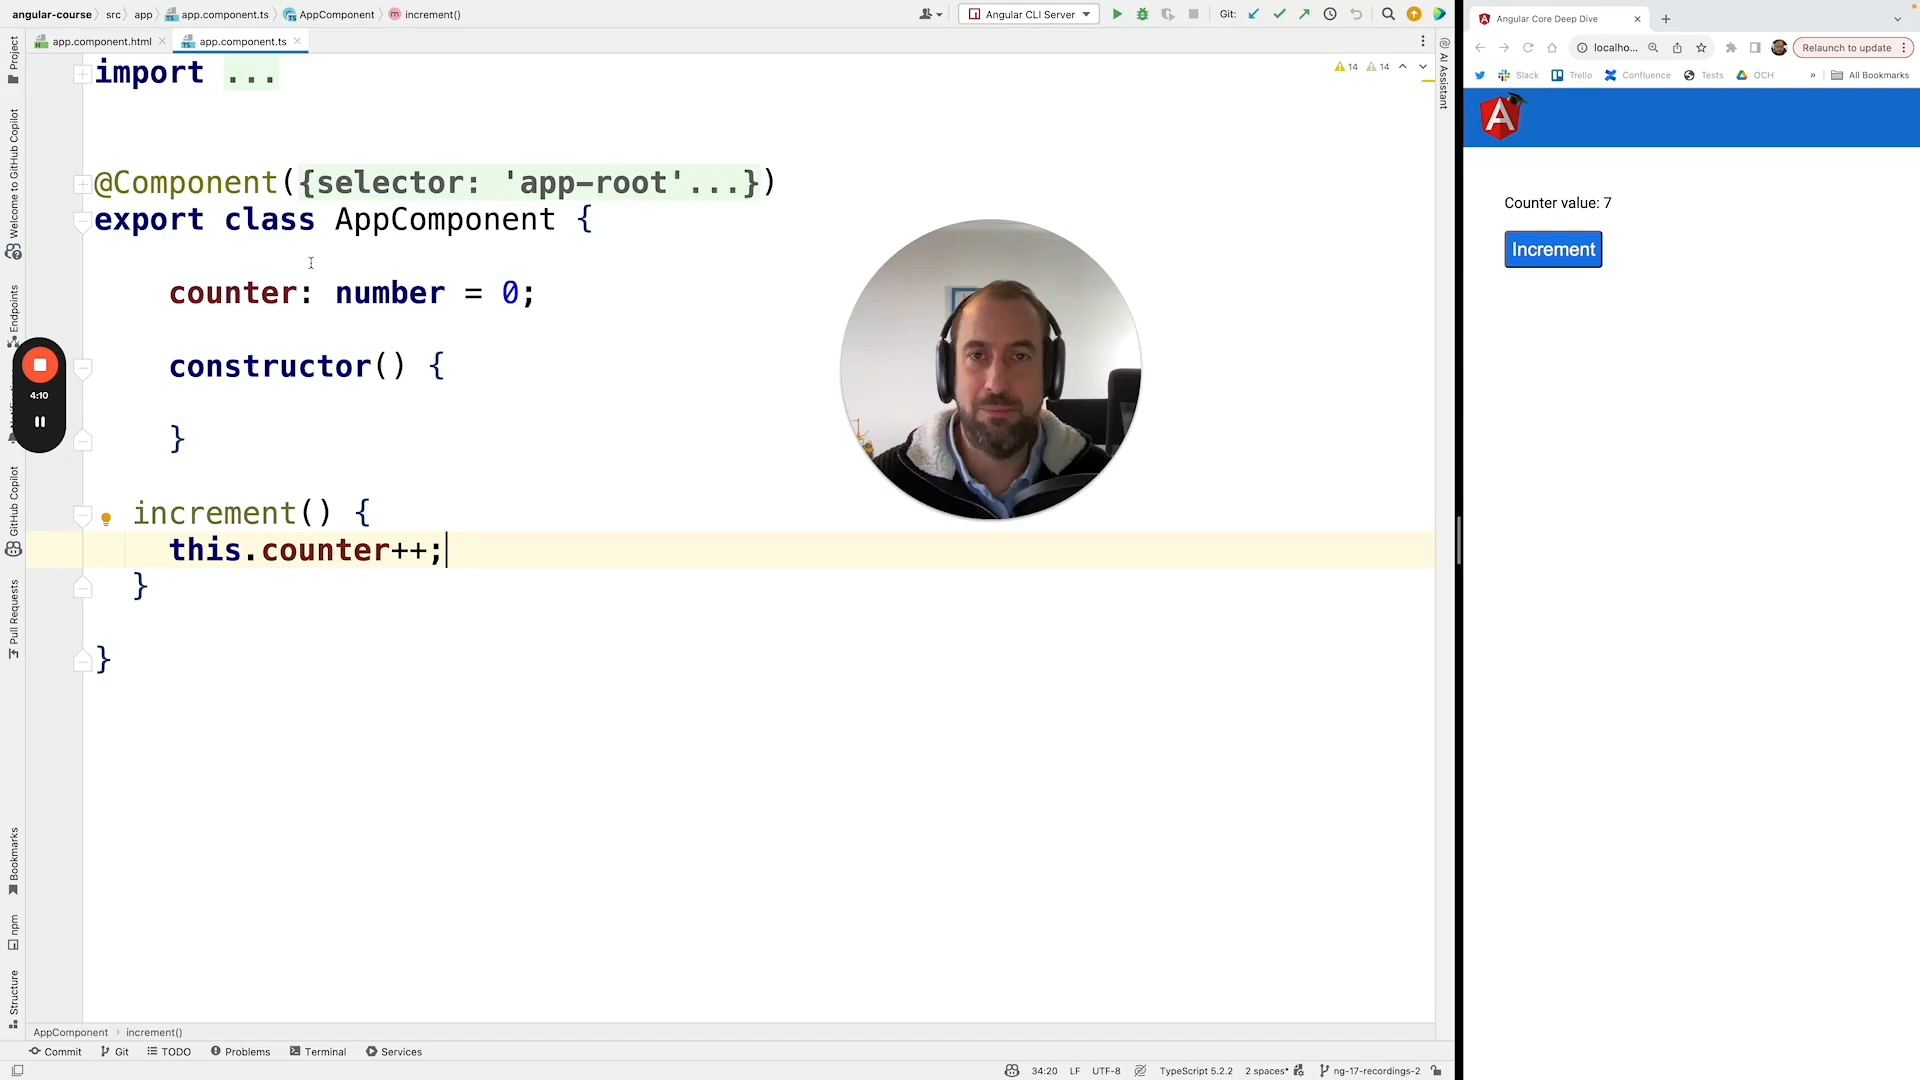 angular-course src app app.component.ts AppComponent increment()
Angular CLI Server
Git:
app.component.html app.component.ts
import ...
14 14
@Component({selector: 'app-root'...})
export class AppComponent {
counter: number = 0;
constructor() {
}
increment() {
this.counter++;
}
}
4:10
Project
Welcome to GitHub Copilot
Endpoints
GitHub Copilot
Pull Requests
Bookmarks
npm
Structure
AI Assistant
AppComponent increment()
Commit Git TODO Problems Terminal Services
34:20 LF UTF-8 TypeScript 5.2.2 2 spaces* ng-17-recordings-2
Angular Core Deep Dive
localho... Relaunch to update
Slack Trello Confluence Tests OCH » All Bookmarks
A
Counter value: 7
Increment